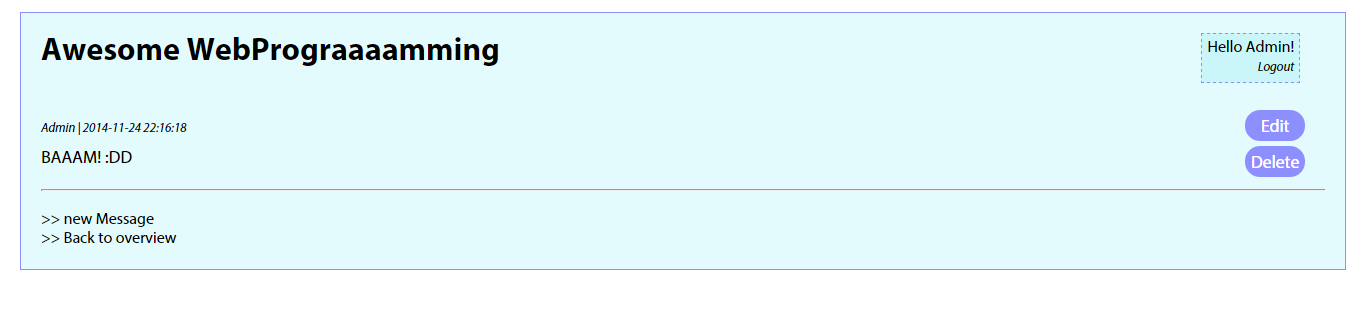 Awesome WebPrograaaamming
Hello Admin!
Logout
Admin | 2014-11-24 22:16:18
Edit
BAAAM! :DD
Delete
>> new Message
>> Back to overview